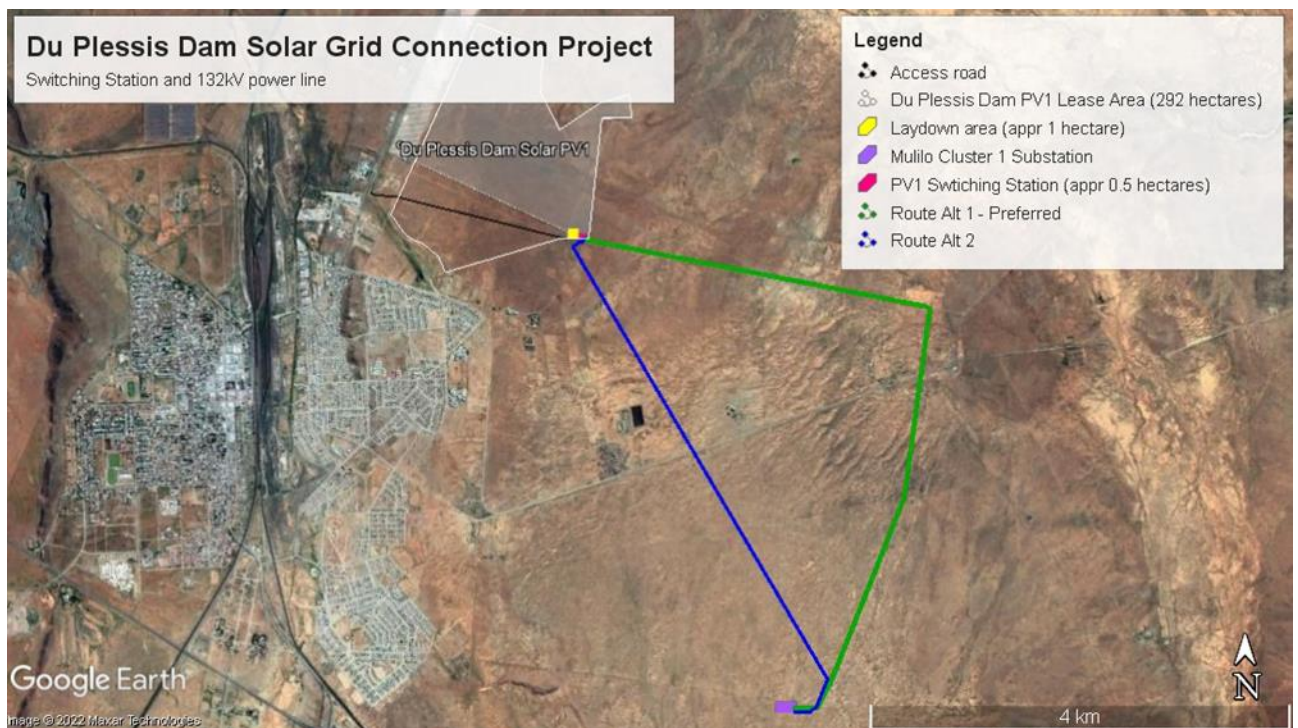 Du Plessis Dam Solar Grid Connection Project
Switching Station and 132kV power line
Legend
Access road
Du Plessis Dam PV1 Lease Area (292 hectares)
Laydown area (appr 1 hectare)
Mulilo Cluster 1 Substation
PV1 Swtiching Station (appr 0.5 hectares)
Route Alt 1 - Preferred
Route Alt 2
Du Plessis Dam Solar PV1
N
4 km
Google Earth
Image © 2022 Maxar Technologies